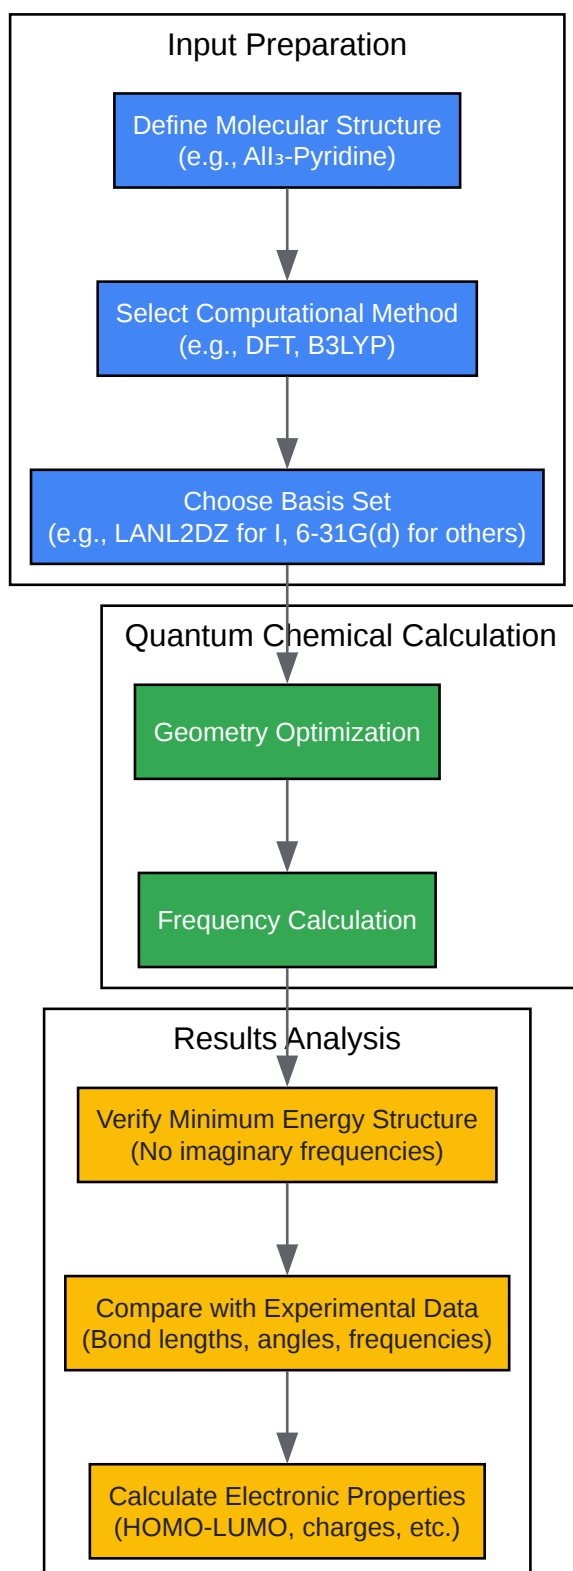 Input Preparation
Define Molecular Structure
(e.g., AlI₃-Pyridine)
Select Computational Method
(e.g., DFT, B3LYP)
Choose Basis Set
(e.g., LANL2DZ for I, 6-31G(d) for others)
Quantum Chemical Calculation
Geometry Optimization
Frequency Calculation
Results Analysis
Verify Minimum Energy Structure
(No imaginary frequencies)
Compare with Experimental Data
(Bond lengths, angles, frequencies)
Calculate Electronic Properties
(HOMO-LUMO, charges, etc.)